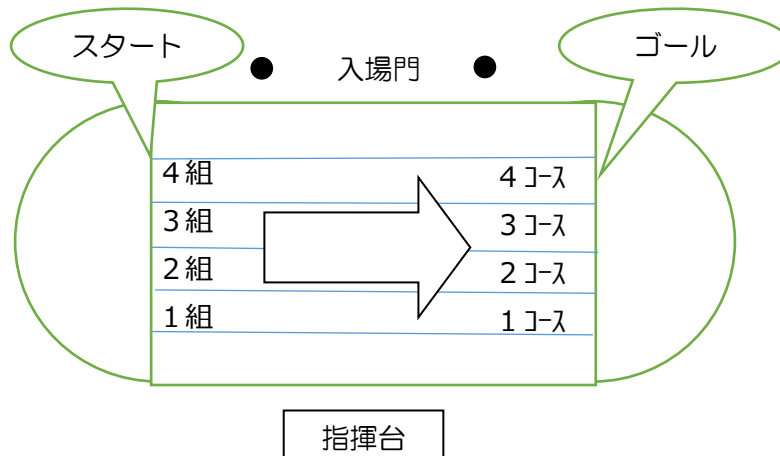 スタート
入場門
ゴール
４組
４コース
３組
３コース
２組
２コース
１組
１コース
指揮台